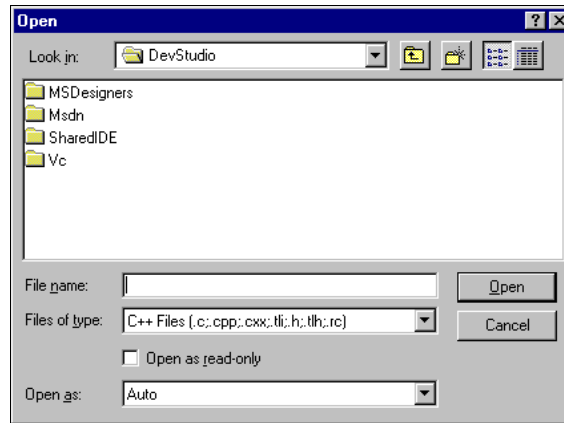 Open
Look in: DevStudio
MSDesigners
Msdn
SharedIDE
Vc
File name:
Open
Files of type: C++ Files (.c;.cpp;.cxx;.tli;.h;.tlh;.rc)
Cancel
Open as read-only
Open as: Auto